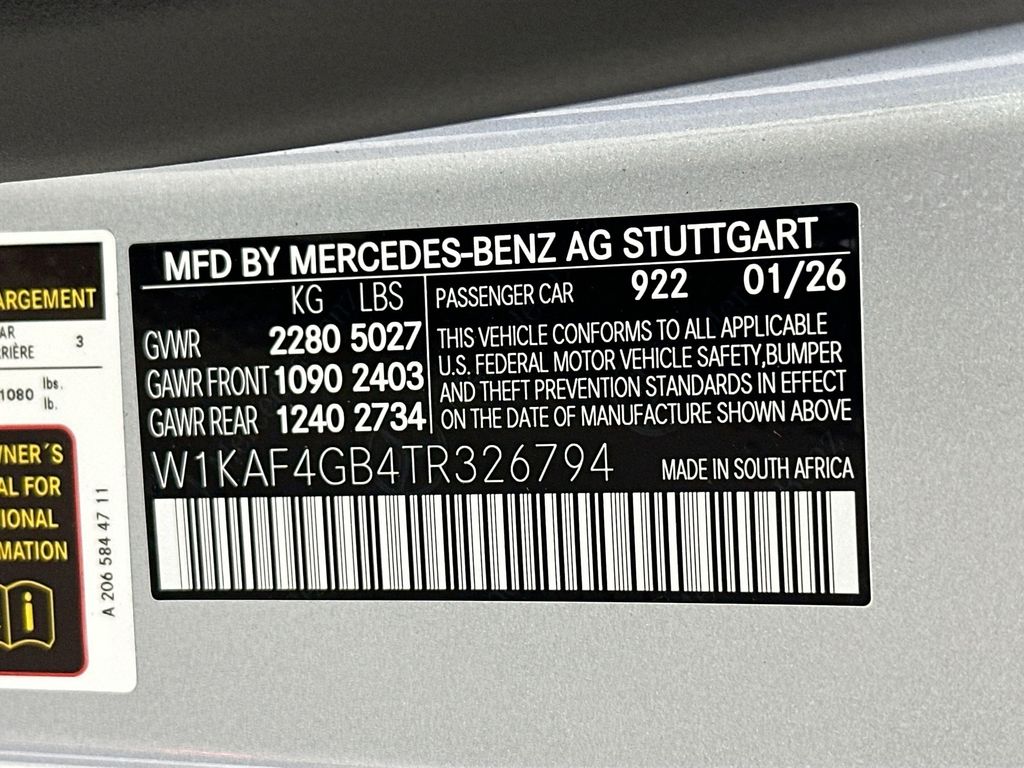 MFD BY MERCEDES-BENZ AG STUTTGART
KG LBS
GVWR 2280 5027
GAWR FRONT 1090 2403
GAWR REAR 1240 2734
PASSENGER CAR 922 01/26
THIS VEHICLE CONFORMS TO ALL APPLICABLE
U.S. FEDERAL MOTOR VEHICLE SAFETY,BUMPER
AND THEFT PREVENTION STANDARDS IN EFFECT
ON THE DATE OF MANUFACTURE SHOWN ABOVE
W1KAF4GB4TR326794 MADE IN SOUTH AFRICA
ARGEMENT
AR
RIÈRE 3
1080 lbs.
lb.
NER´S
AL FOR
IONAL
MATION
i
A 206 584 47 11